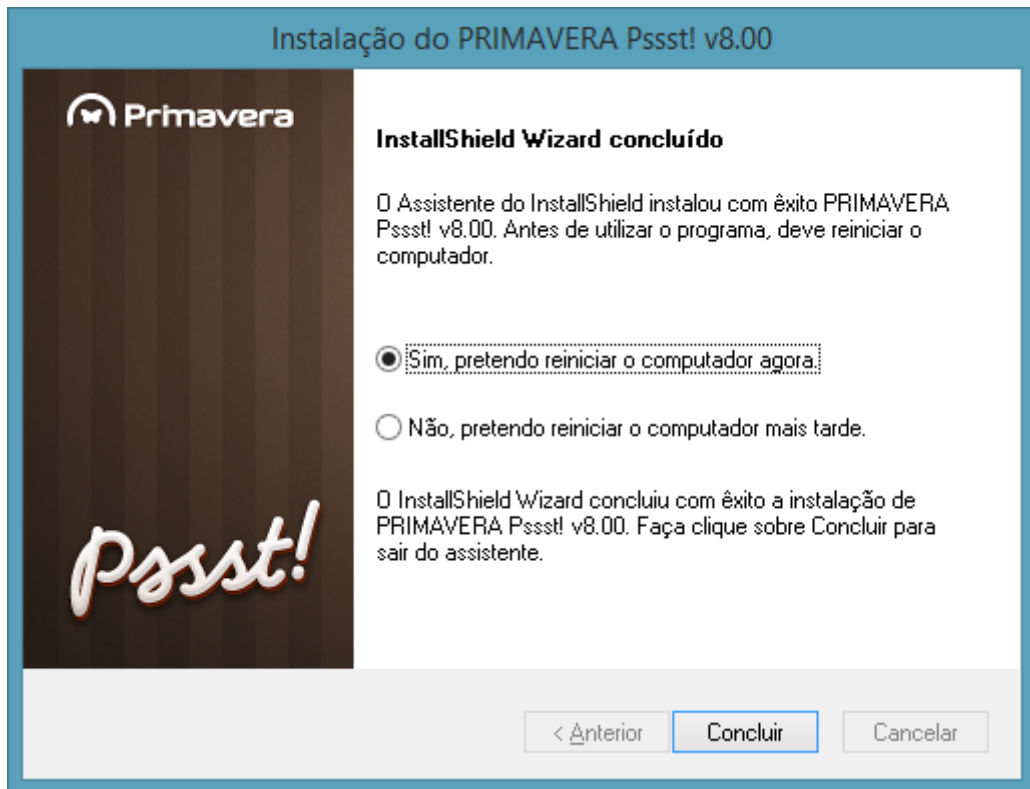 Instalação do PRIMAVERA Pssst! v8.00
Primavera
InstallShield Wizard concluído
O Assistente do InstallShield instalou com êxito PRIMAVERA
Pssst! v8.00. Antes de utilizar o programa, deve reiniciar o
computador.
Sim, pretendo reiniciar o computador agora.
Não, pretendo reiniciar o computador mais tarde.
O InstallShield Wizard concluiu com êxito a instalação de
PRIMAVERA Pssst! v8.00. Faça clique sobre Concluir para
sair do assistente.
Pssst!
< Anterior
Concluir
Cancelar